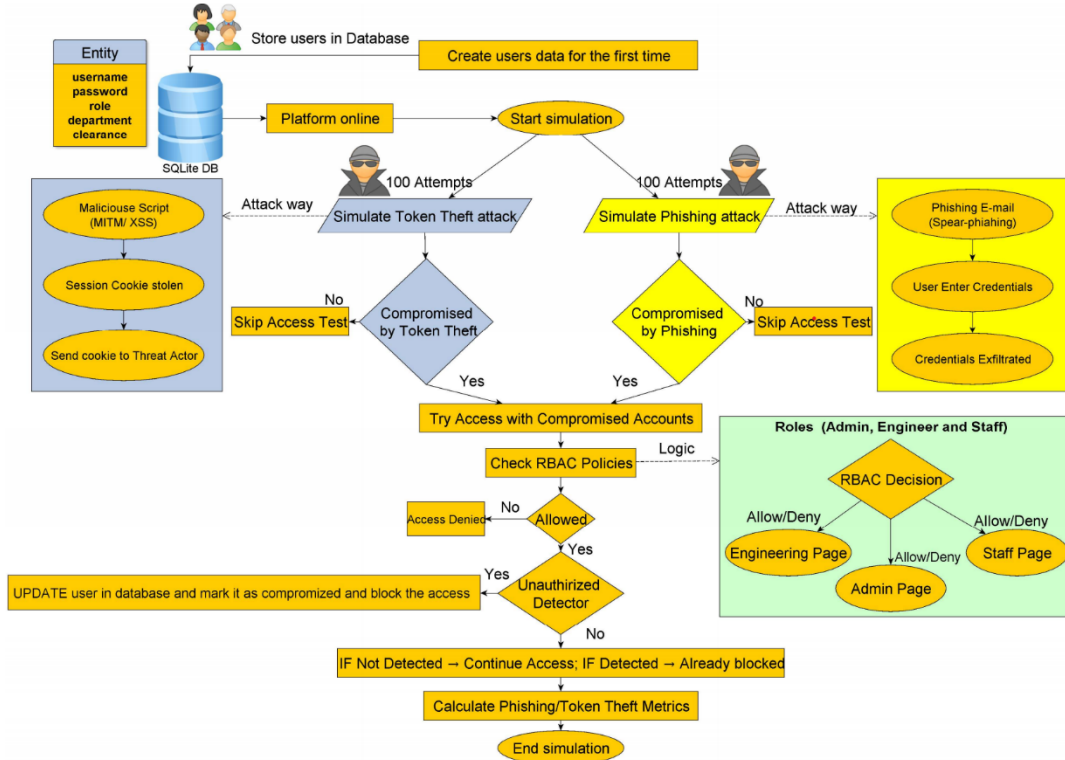 Store users in Database
Create users data for the first time
Entity
username
password
role
department
clearance
SQLite DB
Platform online
Start simulation
100 Attempts
100 Attempts
Maliciouse Script
(MITM/ XSS)
Session Cookie stolen
Send cookie to Threat Actor
Attack way
Simulate Token Theft attack
Simulate Phishing attack
Attack way
Phishing E-mail
(Spear-phiahing)
User Enter Credentials
Credentials Exfiltrated
No
Skip Access Test
Compromised
by Token Theft
Compromised
by Phishing
No
Skip Access Test
Yes
Yes
Try Access with Compromised Accounts
Check RBAC Policies
Logic
Roles (Admin, Engineer and Staff)
RBAC Decision
Allow/Deny
Allow/Deny
Allow/Deny
Engineering Page
Admin Page
Staff Page
Access Denied
No
Allowed
Yes
Unauthirized
Detector
Yes
UPDATE user in database and mark it as compromized and block the access
No
IF Not Detected → Continue Access; IF Detected → Already blocked
Calculate Phishing/Token Theft Metrics
End simulation